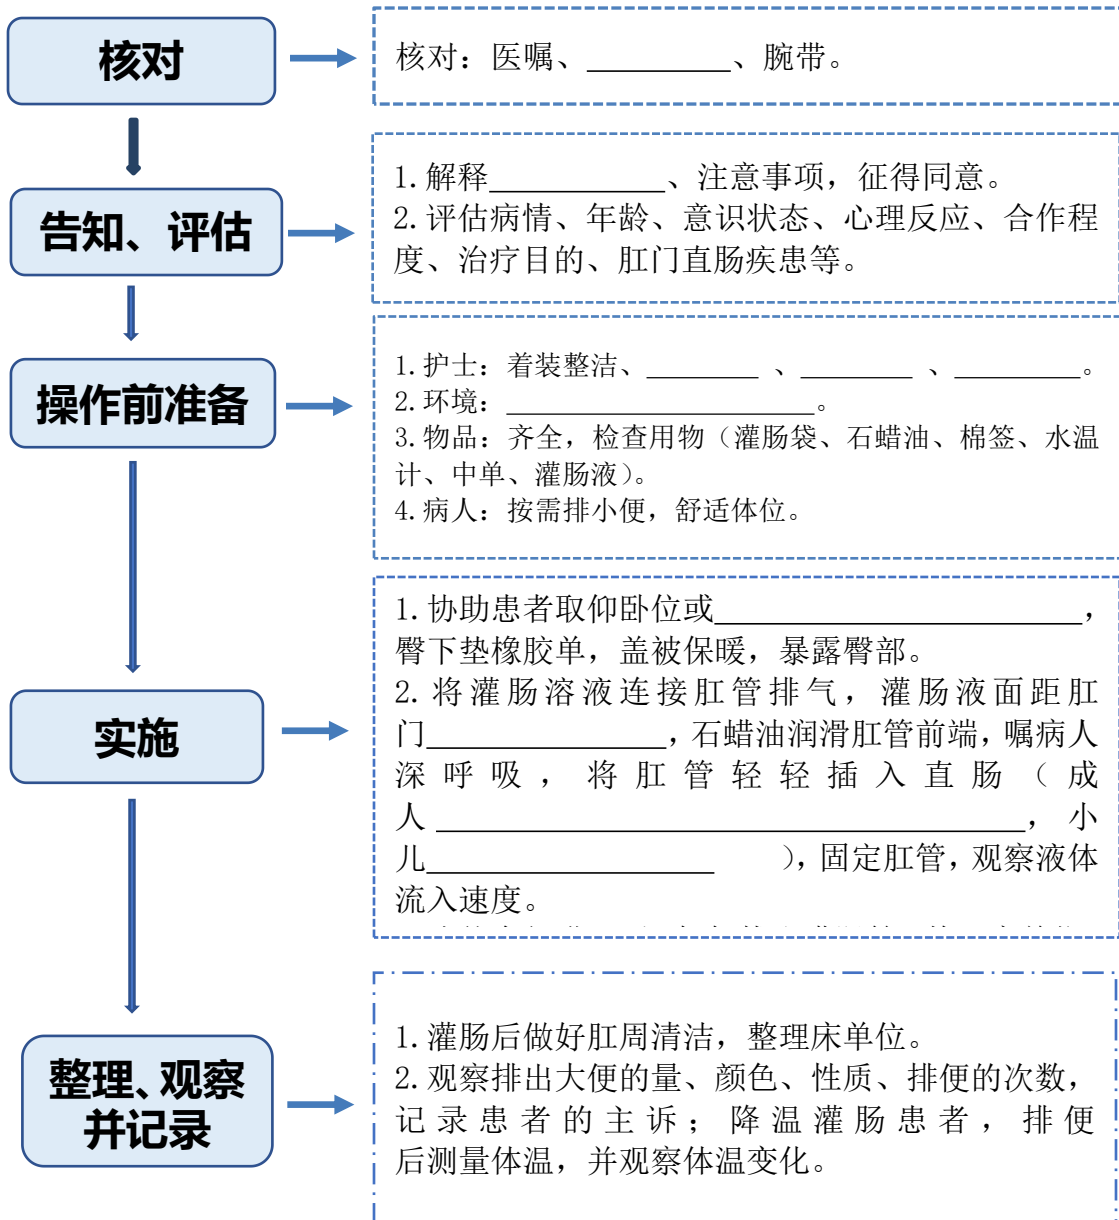 核对
核对：医嘱、_________、腕带。
告知、评估
1.解释___________、注意事项，征得同意。
2.评估病情、年龄、意识状态、心理反应、合作程
度、治疗目的、肛门直肠疾患等。
操作前准备
1.护士：着装整洁、________ 、________ 、_________。
2.环境：______________________。
3.物品：齐全，检查用物（灌肠袋、石蜡油、棉签、水温
计、中单、灌肠液）。
4.病人：按需排小便，舒适体位。
实施
1.协助患者取仰卧位或_______________________，
臀下垫橡胶单，盖被保暖，暴露臀部。
2.将灌肠溶液连接肛管排气，灌肠液面距肛
门_______________，石蜡油润滑肛管前端，嘱病人
深呼吸，将肛管轻轻插入直肠（成
人_____________________________________，小
儿__________________ ），固定肛管，观察液体
流入速度。
整理、观察
并记录
1.灌肠后做好肛周清洁，整理床单位。
2.观察排出大便的量、颜色、性质、排便的次数，
记录患者的主诉；降温灌肠患者，排便
后测量体温，并观察体温变化。